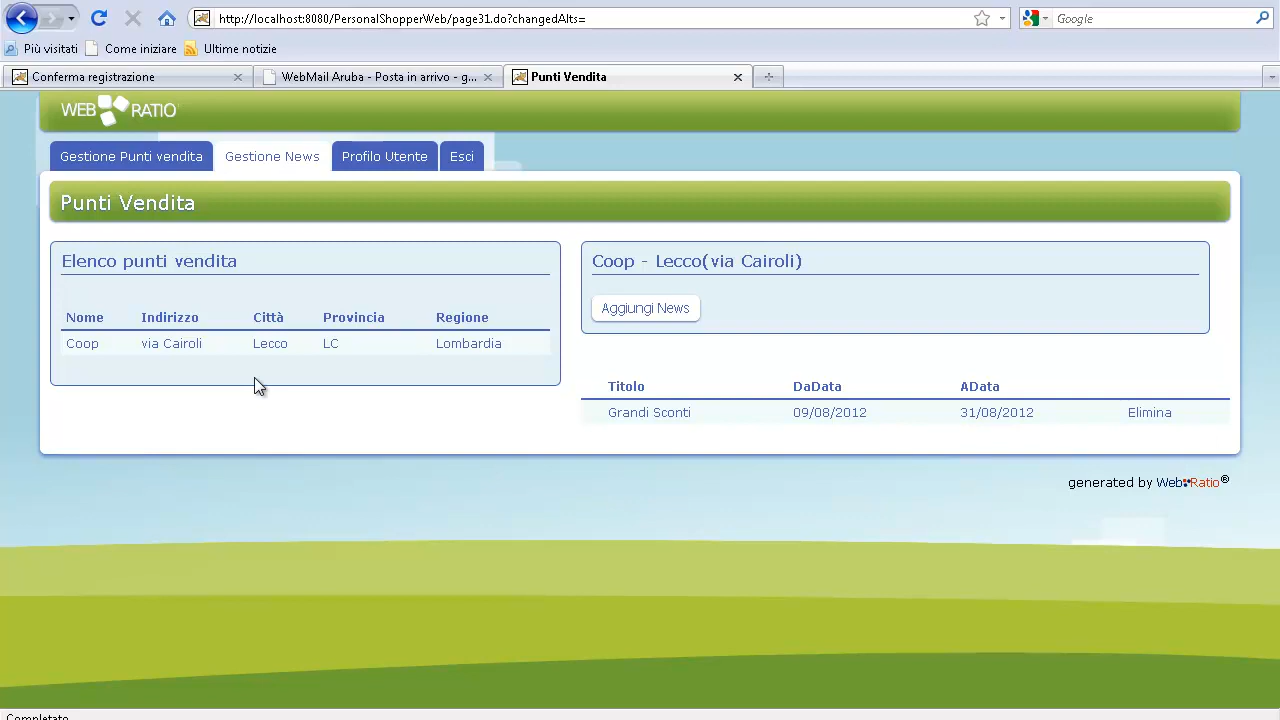 http://localhost:8080/PersonalShopperWeb/page31.do?changedAlts=
Google
Più visitati Come iniziare Ultime notizie
Conferma registrazione WebMail Aruba - Posta in arrivo - g... Punti Vendita
WEB RATIO
Gestione Punti vendita Gestione News Profilo Utente Esci
Punti Vendita
Elenco punti vendita
Nome Indirizzo Città Provincia Regione
Coop via Cairoli Lecco LC Lombardia
Coop - Lecco(via Cairoli)
Aggiungi News
Titolo DaData AData
Grandi Sconti 09/08/2012 31/08/2012 Elimina
generated by WebRatio®
Completato